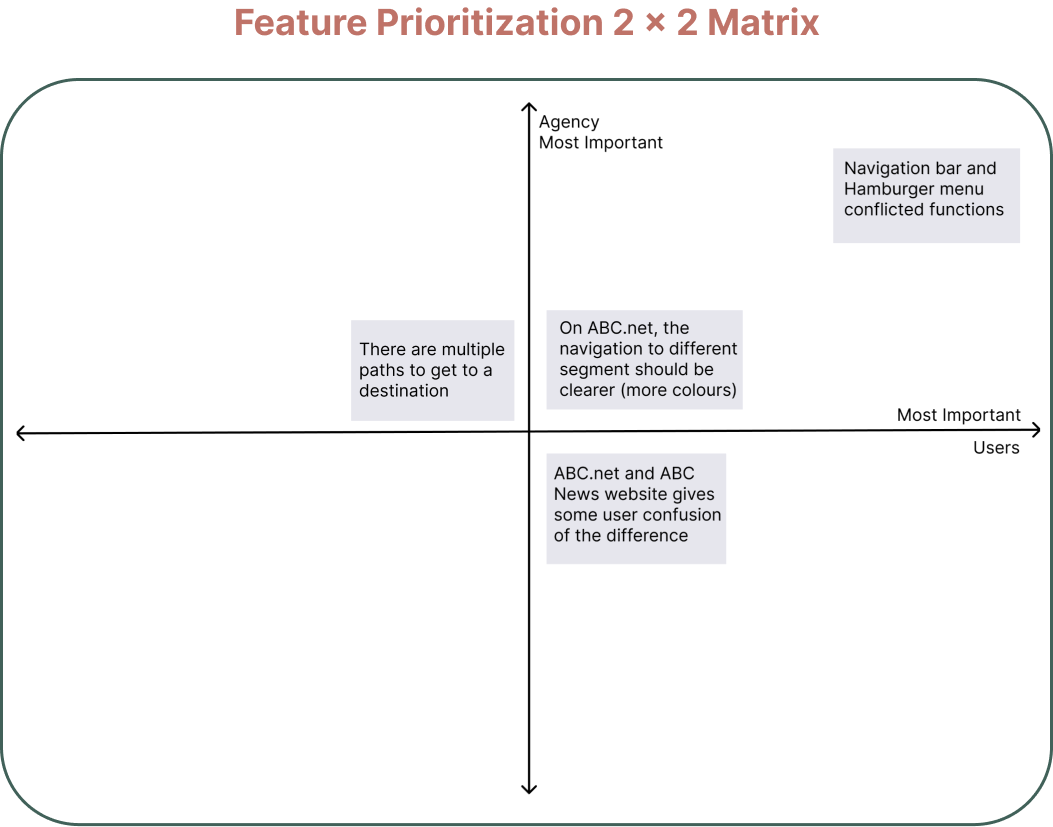 Feature Prioritization 2 × 2 Matrix
Agency
Most Important
Navigation bar and
Hamburger menu
conflicted functions
There are multiple
paths to get to a
destination
On ABC.net, the
navigation to different
segment should be
clearer (more colours)
Most Important
Users
ABC.net and ABC
News website gives
some user confusion
of the difference